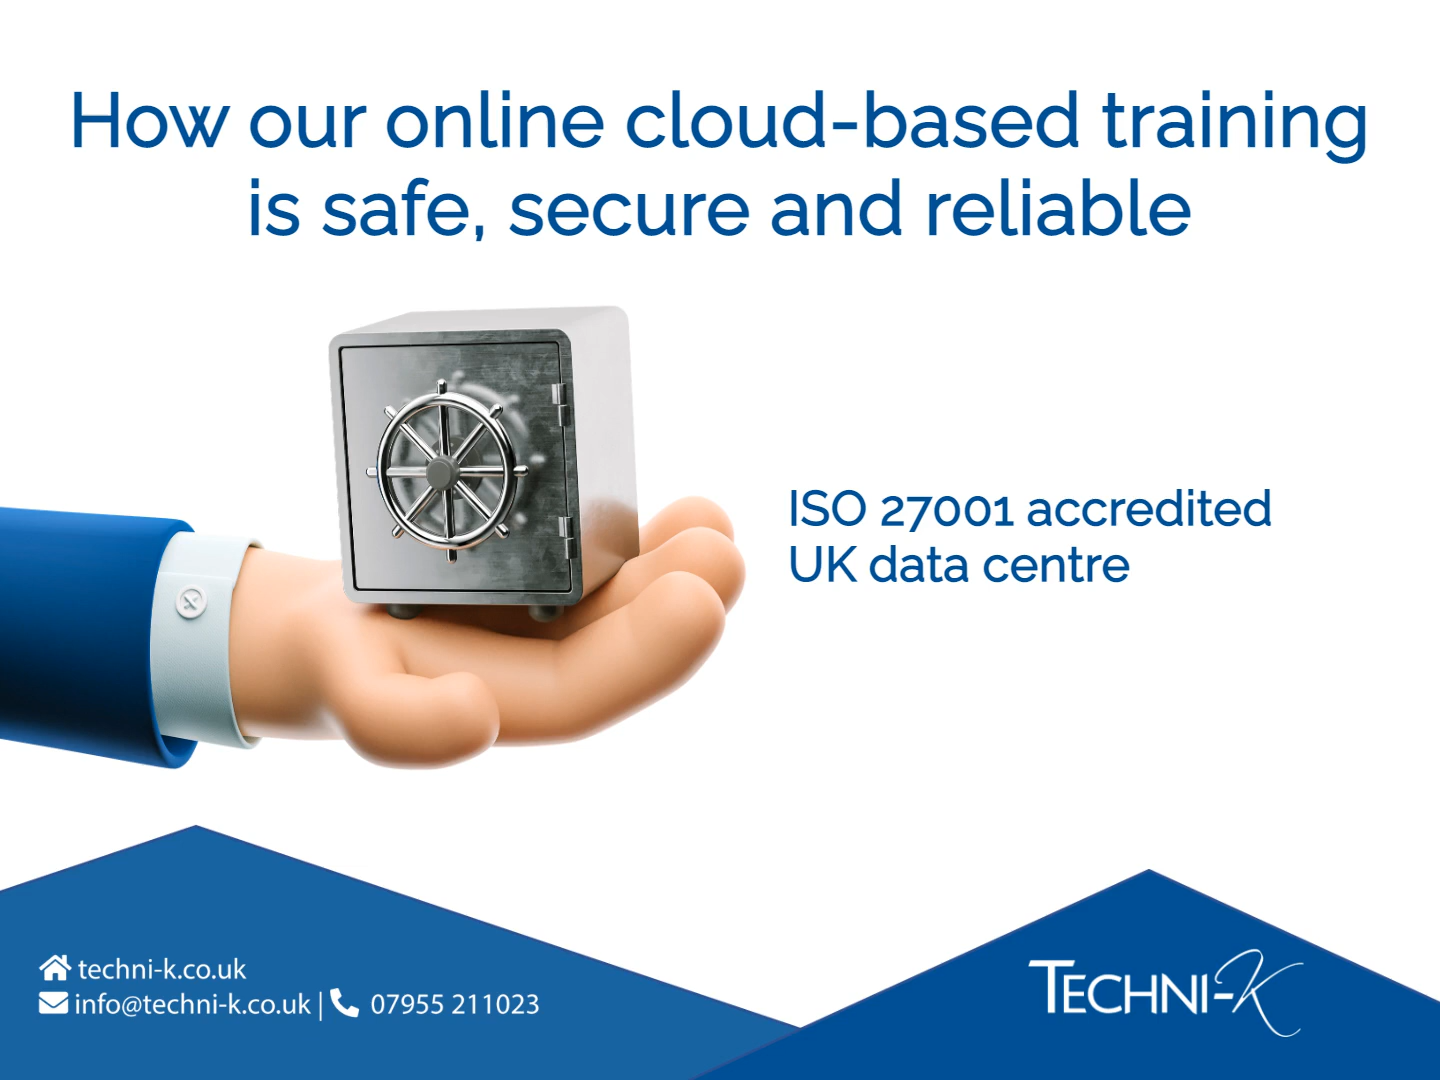 How our online cloud-based training
is safe, secure and reliable
ISO 27001 accredited
UK data centre
techni-k.co.uk
info@techni-k.co.uk | 07955 211023
TECHNI-K